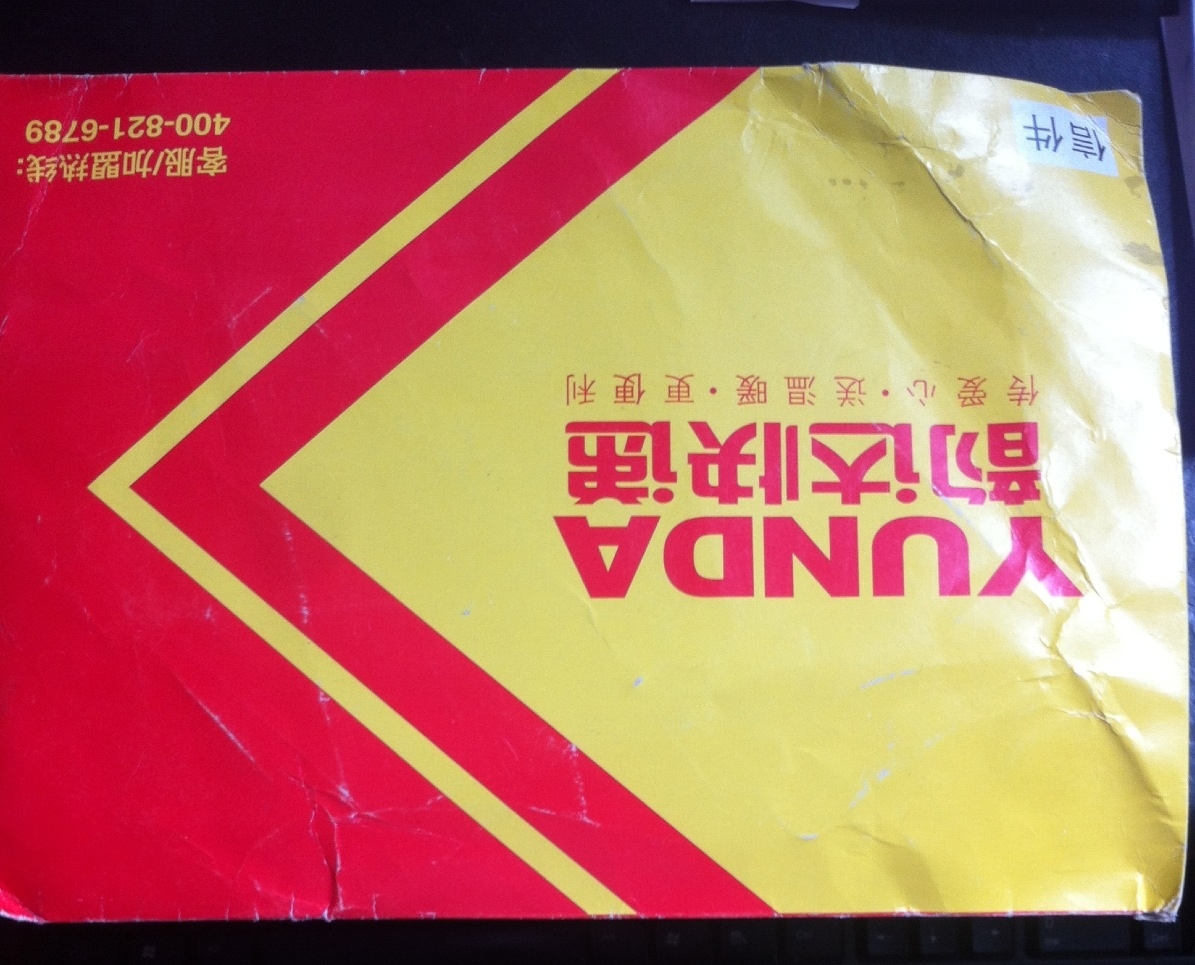 YUNDA
韵达快递
传爱心·送温暖·更便利
信件
客服/加盟热线:
400-821-6789